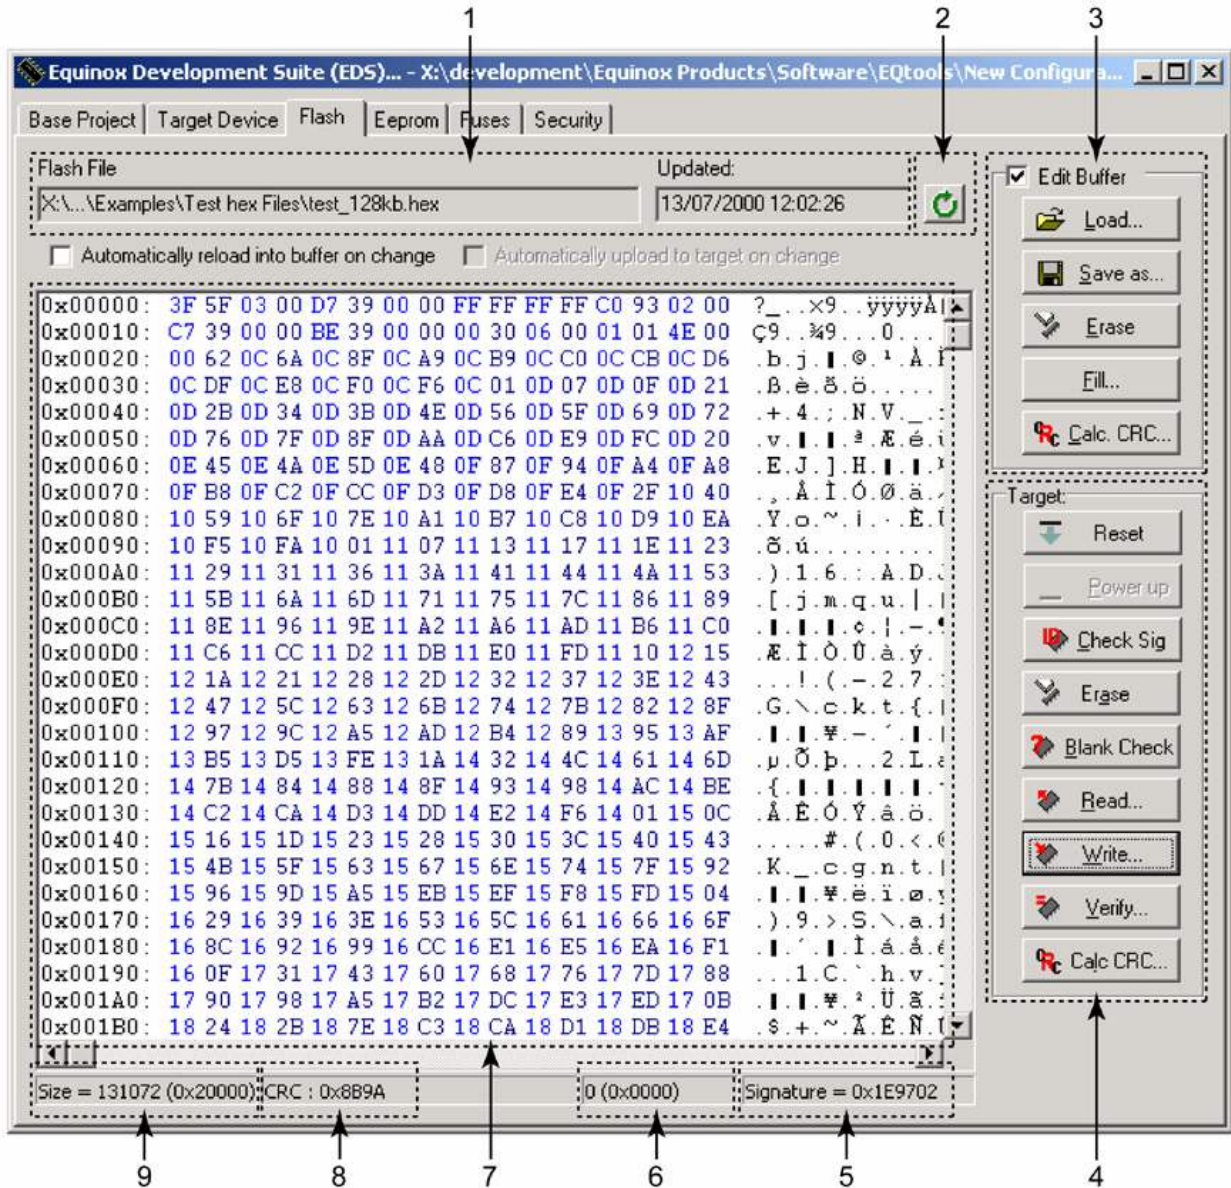 1 2 3
Equinox Development Suite (EDS)... - X:\development\Equinox Products\Software\EQtools\New Configura...
Base Project Target Device Flash Eeprom Fuses Security
Flash File Updated:
X:\...\Examples\Test hex Files\test_128kb.hex 13/07/2000 12:02:26
Automatically reload into buffer on change Automatically upload to target on change
Edit Buffer
Load...
Save as...
Erase
Fill...
Calc. CRC...
Target:
Reset
Power up
Check Sig
Erase
Blank Check
Read...
Write...
Verify...
Calc CRC...
0x00000: 3F 5F 03 00 D7 39 00 00 FF FF FF FF C0 93 02 00 ?_..×9..ÿÿÿÿÀ
0x00010: C7 39 00 00 BE 39 00 00 00 30 06 00 01 01 4E 00 Ç9..¾9...0....
0x00020: 00 62 0C 6A 0C 8F 0C A9 0C B9 0C C0 0C CB 0C D6 .b.j.▮.©.¹.À.
0x00030: 0C DF 0C E8 0C F0 0C F6 0C 01 0D 07 0D 0F 0D 21 .ß.è.ð.ö......
0x00040: 0D 2B 0D 34 0D 3B 0D 4E 0D 56 0D 5F 0D 69 0D 72 .+.4.;.N.V._.
0x00050: 0D 76 0D 7F 0D 8F 0D AA 0D C6 0D E9 0D FC 0D 20 .v.▮.▮.ª.Æ.é.
0x00060: 0E 45 0E 4A 0E 5D 0E 48 0F 87 0F 94 0F A4 0F A8 .E.J.].H.▮.▮.
0x00070: 0F B8 0F C2 0F CC 0F D3 0F D8 0F E4 0F 2F 10 40 .¸.Â.Ì.Ó.Ø.ä.
0x00080: 10 59 10 6F 10 7E 10 A1 10 B7 10 C8 10 D9 10 EA .Y.o.~.¡.·.È.
0x00090: 10 F5 10 FA 10 01 11 07 11 13 11 17 11 1E 11 23 .õ.ú..........
0x000A0: 11 29 11 31 11 36 11 3A 11 41 11 44 11 4A 11 53 .).1.6.:.A.D.
0x000B0: 11 5B 11 6A 11 6D 11 71 11 75 11 7C 11 86 11 89 .[.j.m.q.u.|.
0x000C0: 11 8E 11 96 11 9E 11 A2 11 A6 11 AD 11 B6 11 C0 .▮.▮.▮.¢.¦.-.
0x000D0: 11 C6 11 CC 11 D2 11 DB 11 E0 11 FD 11 10 12 15 .Æ.Ì.Ò.Û.à.ý.
0x000E0: 12 1A 12 21 12 28 12 2D 12 32 12 37 12 3E 12 43 ...!.(.-.2.7.
0x000F0: 12 47 12 5C 12 63 12 6B 12 74 12 7B 12 82 12 8F .G.\.c.k.t.{.
0x00100: 12 97 12 9C 12 A5 12 AD 12 B4 12 89 13 95 13 AF .▮.▮.¥.-.´.▮.
0x00110: 13 B5 13 D5 13 FE 13 1A 14 32 14 4C 14 61 14 6D .µ.Õ.þ...2.L.
0x00120: 14 7B 14 84 14 88 14 8F 14 93 14 98 14 AC 14 BE .{.▮.▮.▮.▮.▮.
0x00130: 14 C2 14 CA 14 D3 14 DD 14 E2 14 F6 14 01 15 0C .Â.Ê.Ó.Ý.â.ö.
0x00140: 15 16 15 1D 15 23 15 28 15 30 15 3C 15 40 15 43 .....#.(.0.<.
0x00150: 15 4B 15 5F 15 63 15 67 15 6E 15 74 15 7F 15 92 .K._.c.g.n.t.
0x00160: 15 96 15 9D 15 A5 15 EB 15 EF 15 F8 15 FD 15 04 .▮.▮.¥.ë.ï.ø.
0x00170: 16 29 16 39 16 3E 16 53 16 5C 16 61 16 66 16 6F .).9.>.S.\.a.
0x00180: 16 8C 16 92 16 99 16 CC 16 E1 16 E5 16 EA 16 F1 .▮.´.▮.Ì.á.å.
0x00190: 16 0F 17 31 17 43 17 60 17 68 17 76 17 7D 17 88 ...1.C.`.h.v.
0x001A0: 17 90 17 98 17 A5 17 B2 17 DC 17 E3 17 ED 17 0B .▮.▮.¥.².Ü.ã.
0x001B0: 18 24 18 2B 18 7E 18 C3 18 CA 18 D1 18 DB 18 E4 .$.+.~.Ã.Ê.Ñ.
Size = 131072 (0x20000) CRC : 0x8B9A 0 (0x0000) Signature = 0x1E9702
9 8 7 6 5 4